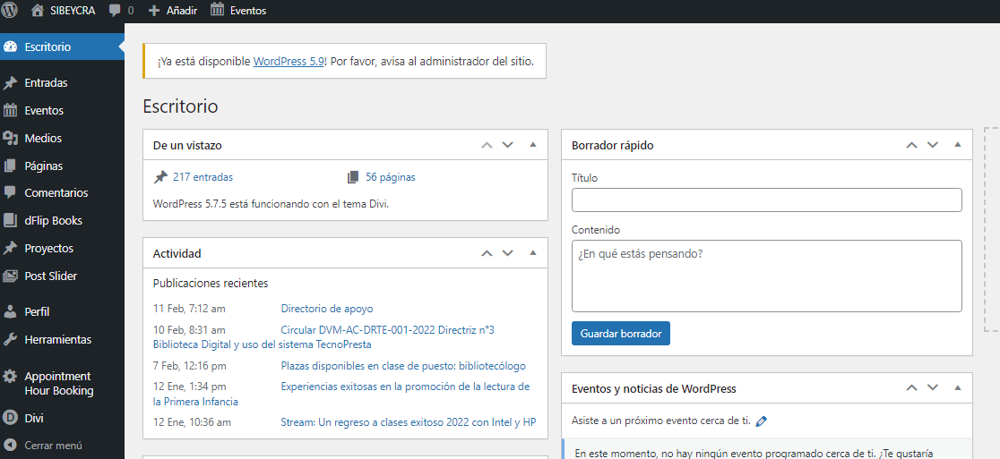 SIBEYCRA 0 Añadir Eventos
Escritorio
Entradas
Eventos
Medios
Páginas
Comentarios
dFlip Books
Proyectos
Post Slider
Perfil
Herramientas
Appointment
Hour Booking
Divi
Cerrar menú
¡Ya está disponible WordPress 5.9! Por favor, avisa al administrador del sitio.
Escritorio
De un vistazo
217 entradas 56 páginas
WordPress 5.7.5 está funcionando con el tema Divi.
Actividad
Publicaciones recientes
11 Feb, 7:12 am Directorio de apoyo
10 Feb, 8:31 am Circular DVM-AC-DRTE-001-2022 Directriz n°3
Biblioteca Digital y uso del sistema TecnoPresta
7 Feb, 12:16 pm Plazas disponibles en clase de puesto: bibliotecólogo
12 Ene, 1:34 pm Experiencias exitosas en la promoción de la lectura de
la Primera Infancia
12 Ene, 10:36 am Stream: Un regreso a clases exitoso 2022 con Intel y HP
Borrador rápido
Título
Contenido
¿En qué estás pensando?
Guardar borrador
Eventos y noticias de WordPress
Asiste a un próximo evento cerca de ti.
En este momento, no hay ningún evento programado cerca de ti. ¿Te gustaría